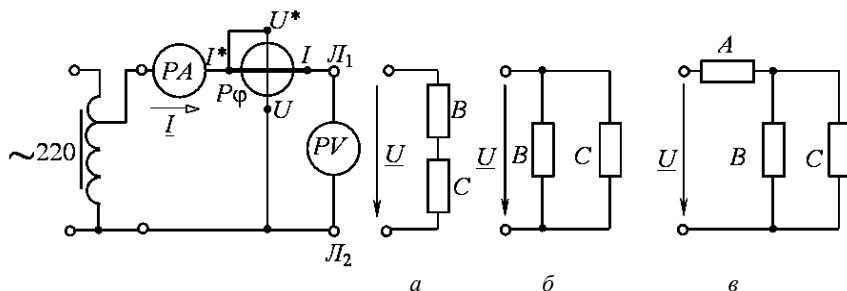 U*
PA I* I Л₁ A
Pφ U
I B
~220 PV U U B C U B C
C
Л₂
а б в